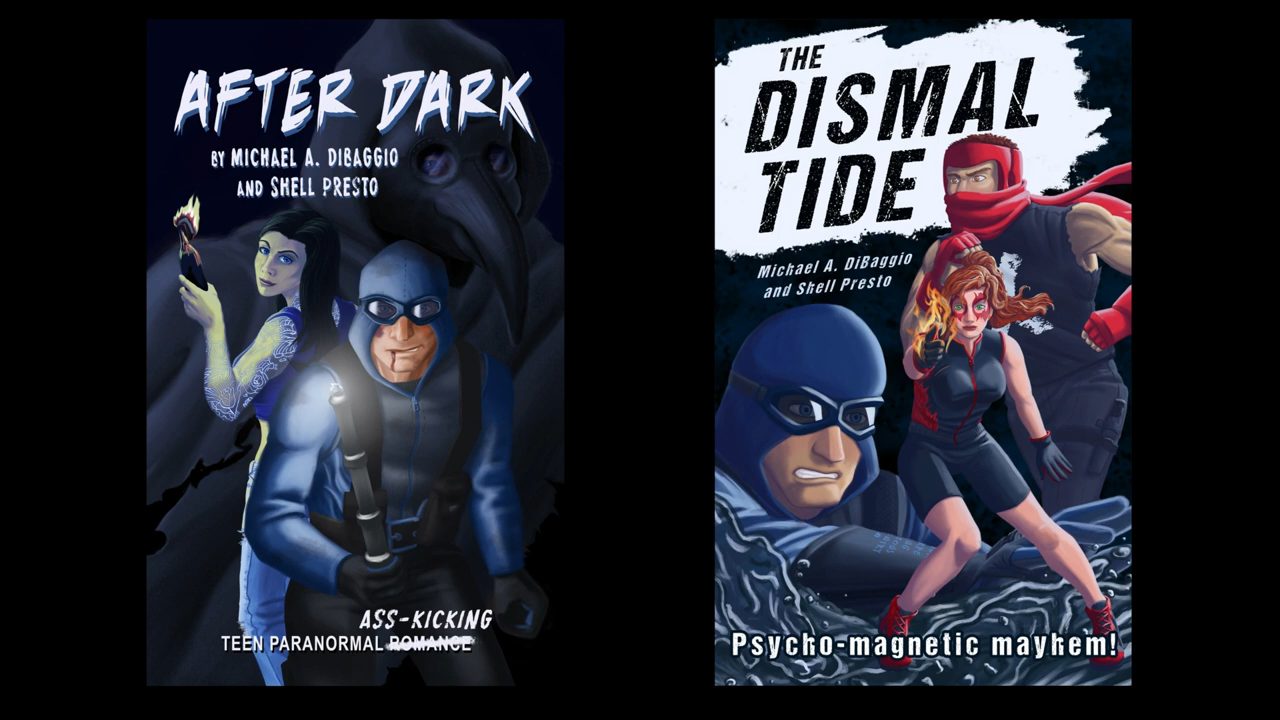 AFTER DARK
BY MICHAEL A. DIBAGGIO
AND SHELL PRESTO
ASS-KICKING
TEEN PARANORMAL ROMANCE
THE
DISMAL
TIDE
Michael A. DiBaggio
and Shell Presto
Psycho-magnetic mayhem!